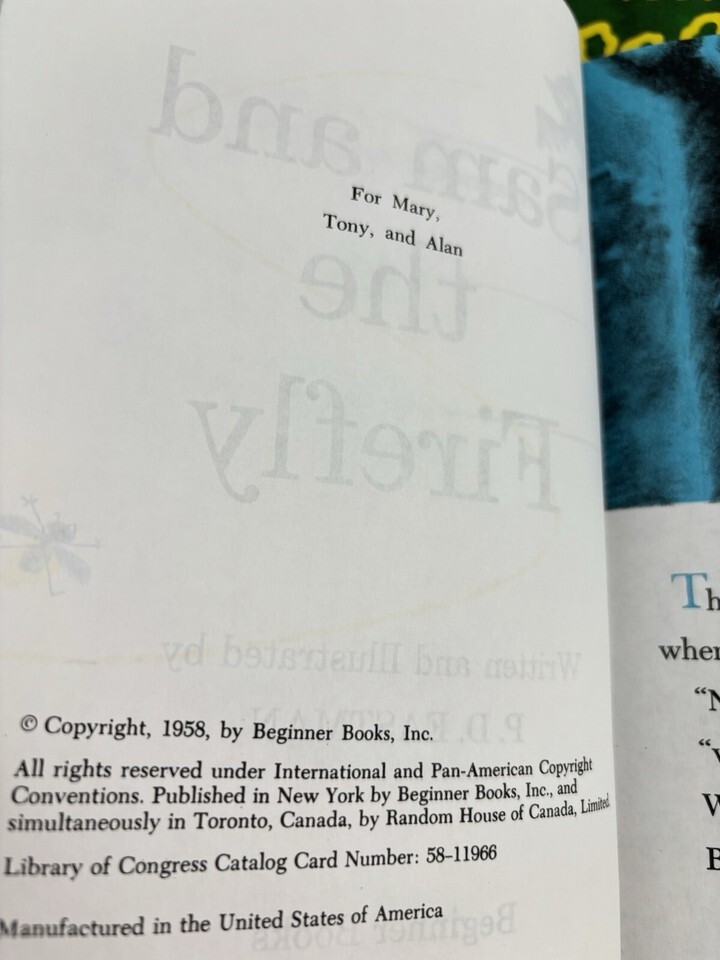 For Mary,
Tony, and Alan
Sam and
the
Firefly
Written and Illustrated by
P. D. EASTMAN
© Copyright, 1958, by Beginner Books, Inc.
All rights reserved under International and Pan-American Copyright
Conventions. Published in New York by Beginner Books, Inc., and
simultaneously in Toronto, Canada, by Random House of Canada, Limited.
Library of Congress Catalog Card Number: 58-11966
Manufactured in the United States of America
Beginner Books
Th
when
“N
“V
W
B